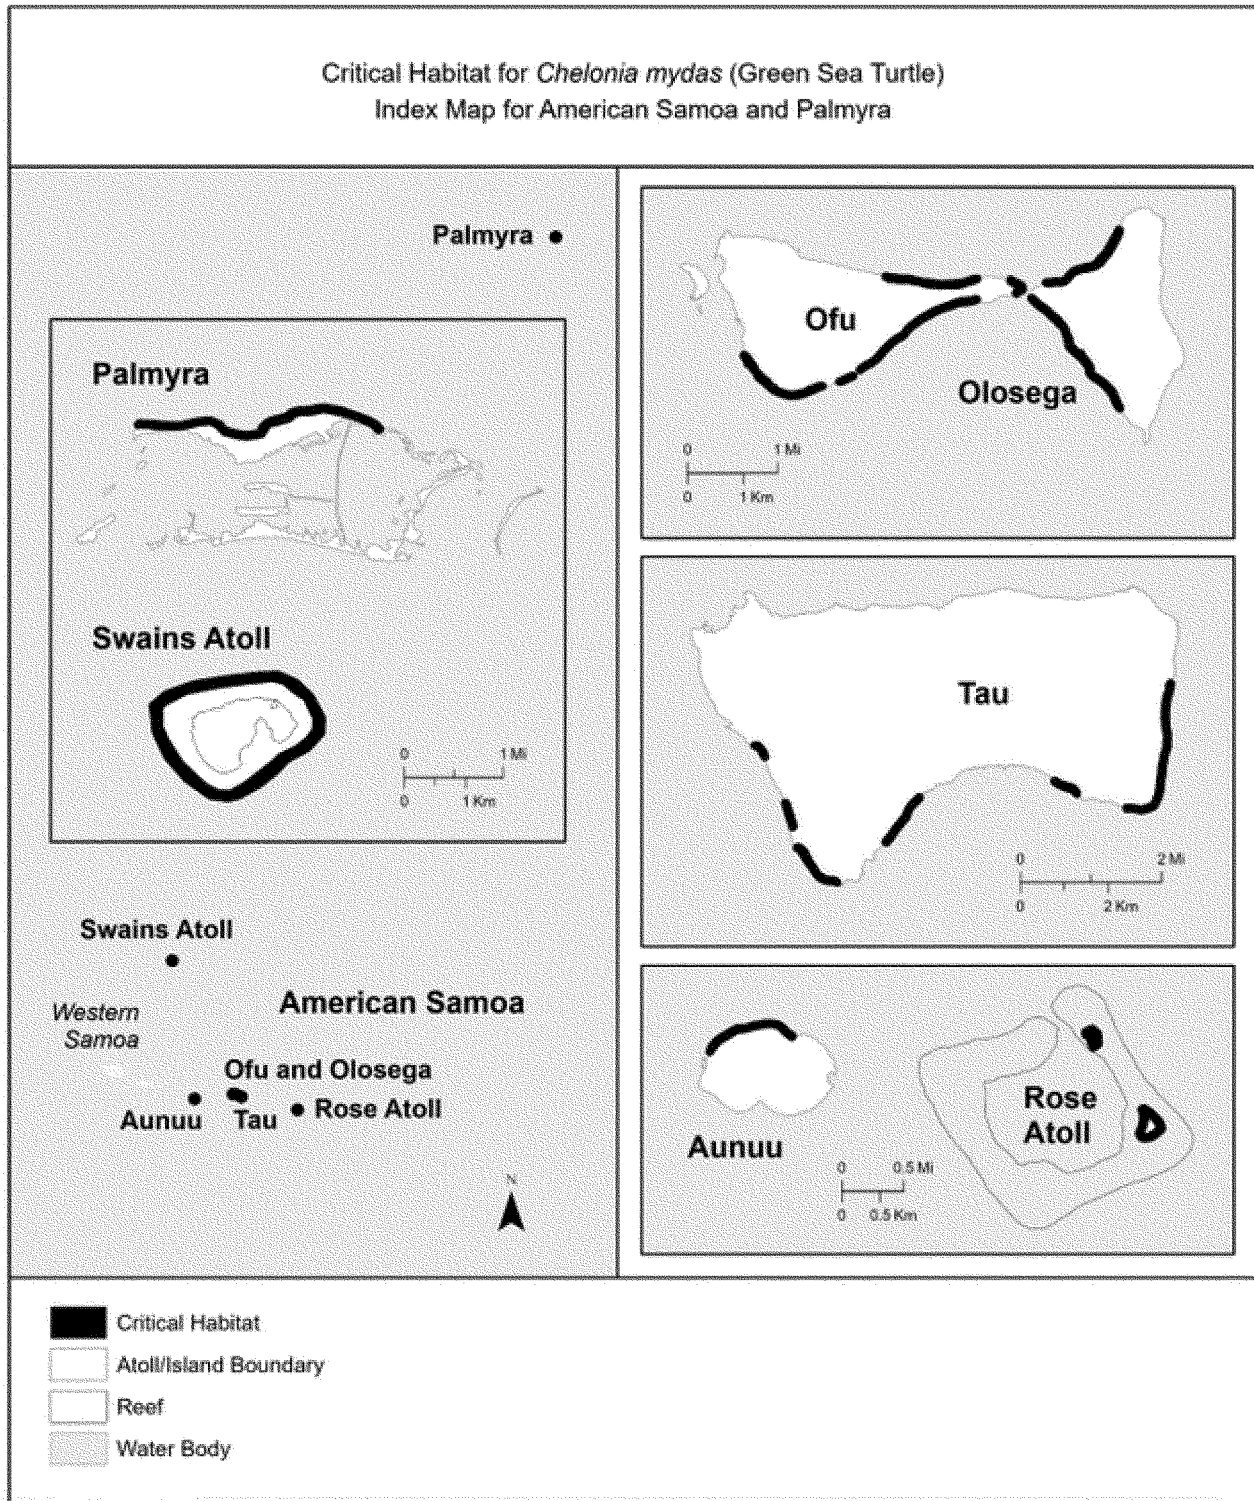 Critical Habitat for Chelonia mydas (Green Sea Turtle)
Index Map for American Samoa and Palmyra
Palmyra
Palmyra
Swains Atoll
0 1 Mi
0 1 Km
Swains Atoll
Western
Samoa
American Samoa
Ofu and Olosega
Aunuu
Tau
Rose Atoll
N
Ofu
Olosega
0 1 Mi
0 1 Km
Tau
0 2 Mi
0 2 Km
Aunuu
Rose
Atoll
0 0.5 Mi
0 0.5 Km
Critical Habitat
Atoll/Island Boundary
Reef
Water Body